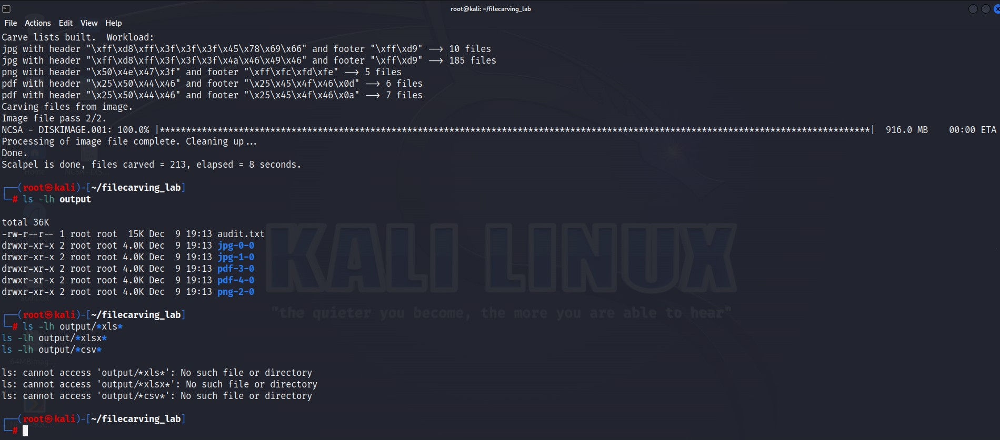 root@kali: ~/filecarving_lab
File Actions Edit View Help
Carve lists built.  Workload:
jpg with header "\xff\xd8\xff\x3f\x3f\x3f\x45\x78\x69\x66" and footer "\xff\xd9" --> 10 files
jpg with header "\xff\xd8\xff\x3f\x3f\x3f\x4a\x46\x49\x46" and footer "\xff\xd9" --> 185 files
png with header "\x50\x4e\x47\x3f" and footer "\xff\xfc\xfd\xfe" --> 5 files
pdf with header "\x25\x50\x44\x46" and footer "\x25\x45\x4f\x46\x0d" --> 6 files
pdf with header "\x25\x50\x44\x46" and footer "\x25\x45\x4f\x46\x0a" --> 7 files
Carving files from image.
Image file pass 2/2.
NCSA - DISKIMAGE.001: 100.0% |***************************************************************************************************************************************| 916.0 MB    00:00 ETA
Processing of image file complete. Cleaning up...
Done.
Scalpel is done, files carved = 213, elapsed = 8 seconds.
┌──(root㉿kali)-[~/filecarving_lab]
└─# ls -lh output
total 36K
-rw-r--r-- 1 root root  15K Dec  9 19:13 audit.txt
drwxr-xr-x 2 root root 4.0K Dec  9 19:13 jpg-0-0
drwxr-xr-x 2 root root 4.0K Dec  9 19:13 jpg-1-0
drwxr-xr-x 2 root root 4.0K Dec  9 19:13 pdf-3-0
drwxr-xr-x 2 root root 4.0K Dec  9 19:13 pdf-4-0
drwxr-xr-x 2 root root 4.0K Dec  9 19:13 png-2-0
KALI LINUX
"the quieter you become, the more you are able to hear"
┌──(root㉿kali)-[~/filecarving_lab]
└─# ls -lh output/*xls*
ls -lh output/*xlsx*
ls -lh output/*csv*
ls: cannot access 'output/*xls*': No such file or directory
ls: cannot access 'output/*xlsx*': No such file or directory
ls: cannot access 'output/*csv*': No such file or directory
┌──(root㉿kali)-[~/filecarving_lab]
└─#
Home
NCSA - DIS...
audit.txt
64MBimag...